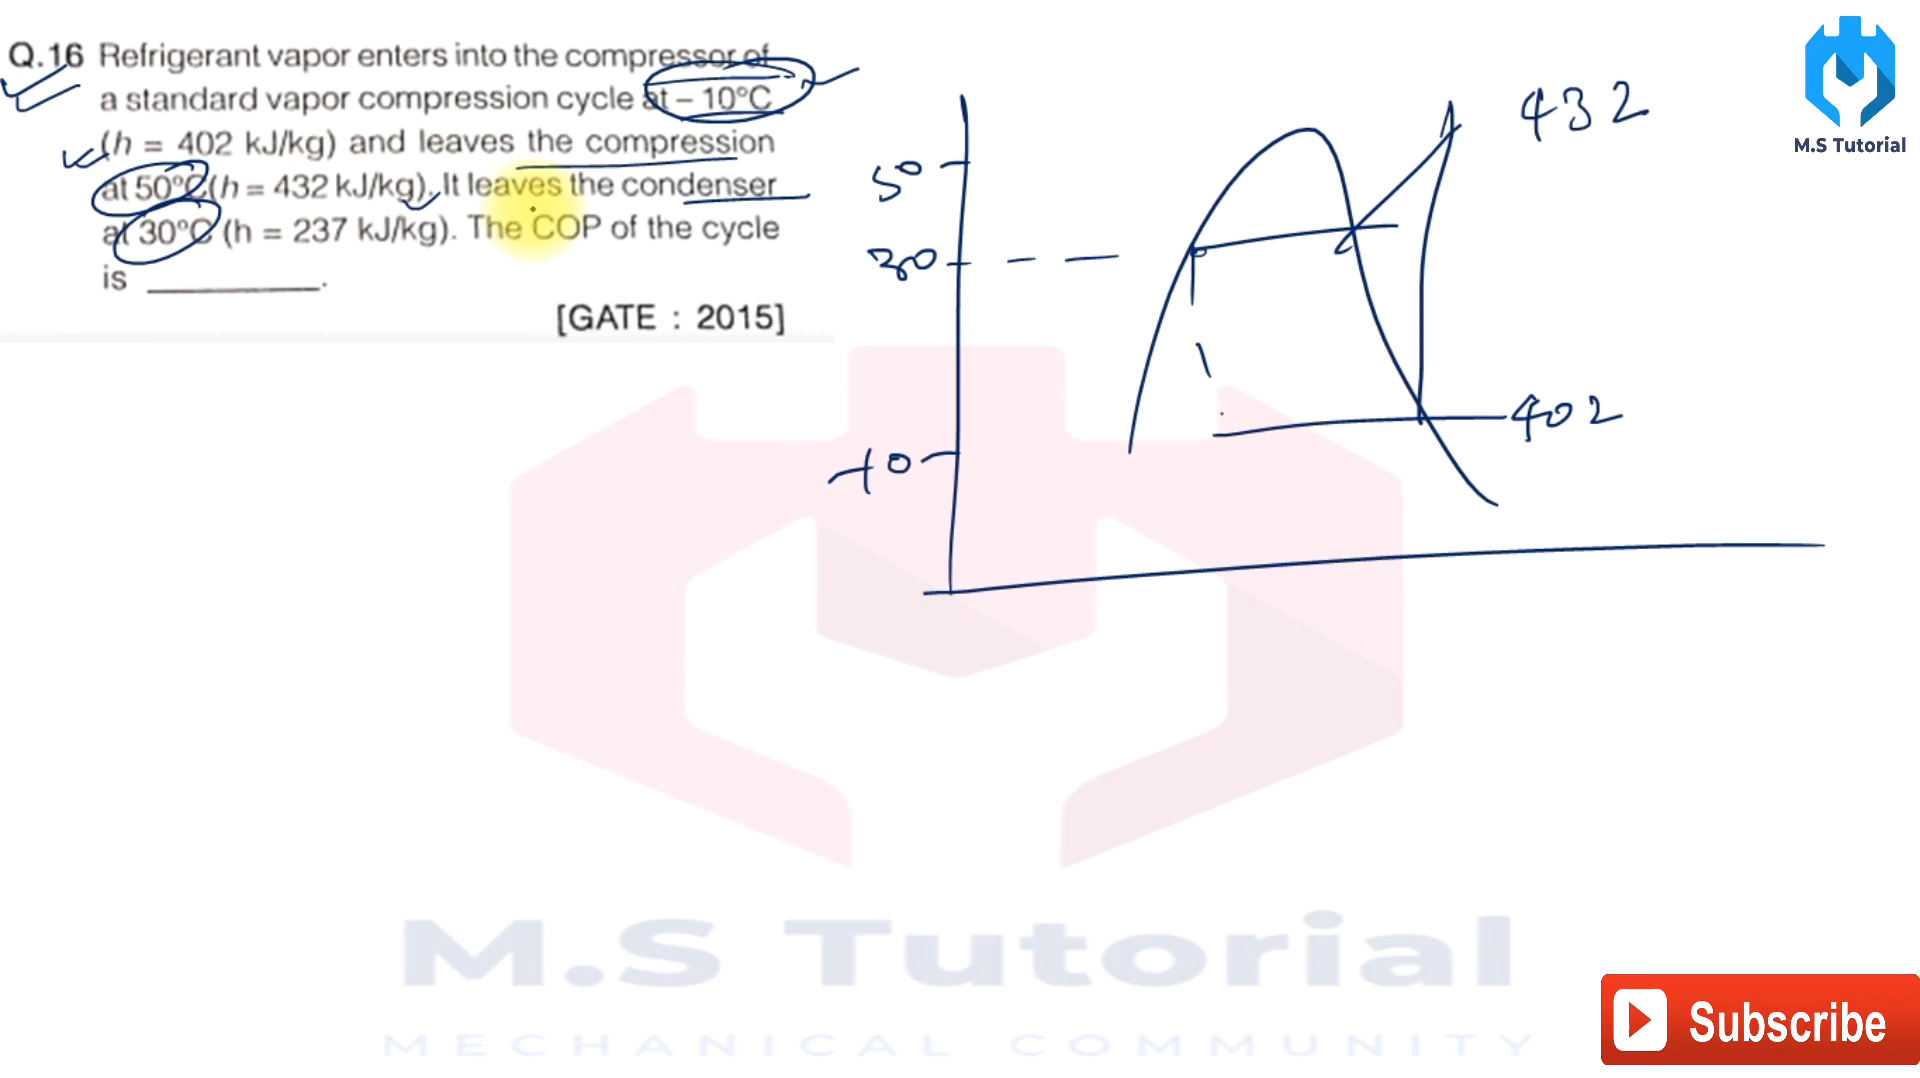 Q.16 Refrigerant vapor enters into the compressor of
a standard vapor compression cycle at – 10°C
(h = 402 kJ/kg) and leaves the compression
at 50°C (h = 432 kJ/kg). It leaves the condenser
at 30°C (h = 237 kJ/kg). The COP of the cycle
is ____________.
[GATE : 2015]
50
30
-10
432
402
M.S Tutorial
M.S Tutorial
MECHANICAL COMMUNITY
Subscribe